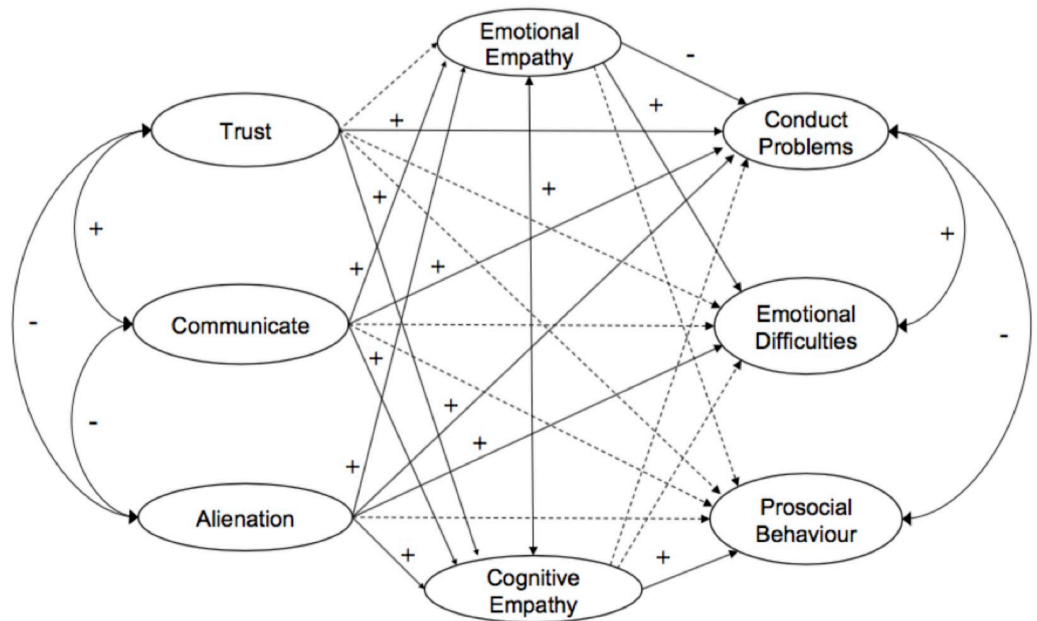 Emotional
Empathy
-
+
Trust
+
Conduct
Problems
+
+
+
+
+
+
-
Communicate
Emotional
Difficulties
-
+
+
-
+
+
Alienation
Prosocial
Behaviour
+
+
Cognitive
Empathy